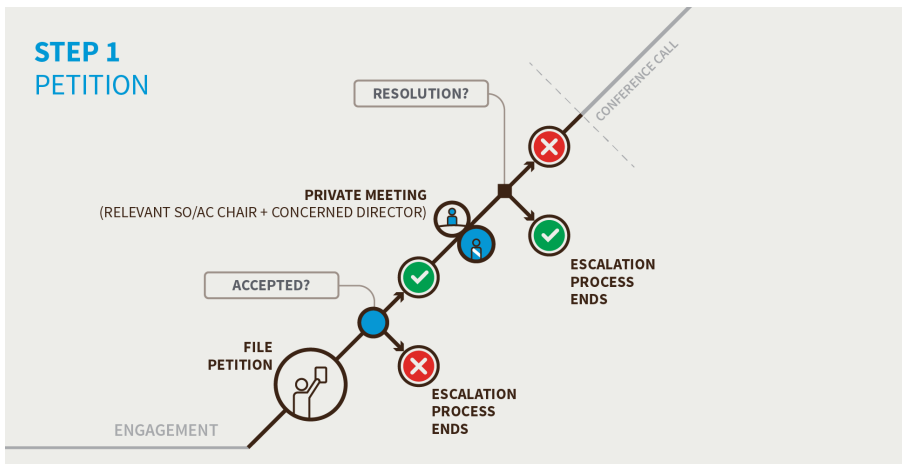 STEP 1
PETITION
CONFERENCE CALL
RESOLUTION?
PRIVATE MEETING
(RELEVANT SO/AC CHAIR + CONCERNED DIRECTOR)
ESCALATION
PROCESS
ENDS
ACCEPTED?
FILE
PETITION
ESCALATION
PROCESS
ENDS
ENGAGEMENT